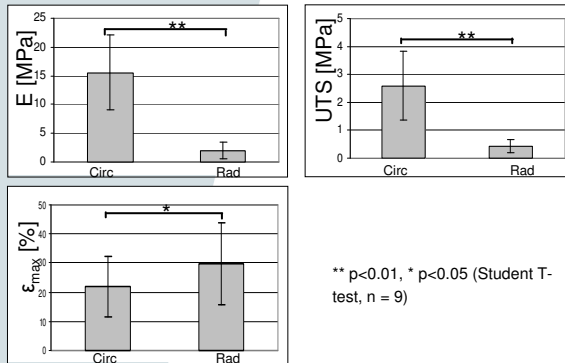 E [MPa]
25
20
15
10
5
0
**
Circ Rad
UTS [MPa]
5
4
3
2
1
0
**
Circ Rad
εmax [%]
50
40
30
20
10
0
*
Circ Rad
** p<0.01, * p<0.05 (Student T-
test, n = 9)